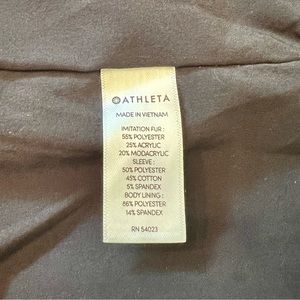 ATHLETA
MADE IN VIETNAM
IMITATION FUR :
55% POLYESTER
25% ACRYLIC
20% MODACRYLIC
SLEEVE :
50% POLYESTER
45% COTTON
5% SPANDEX
BODY LINING :
86% POLYESTER
14% SPANDEX
RN 54023